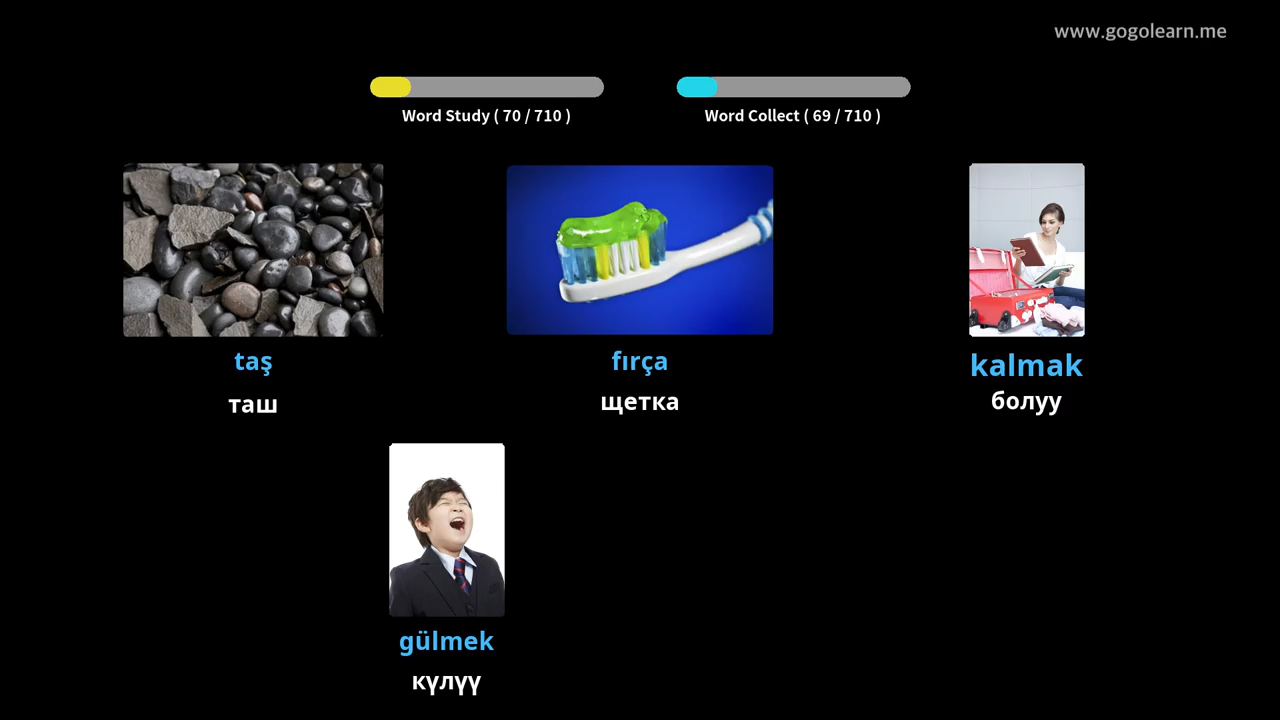 www.gogolearn.me
Word Study ( 70 / 710 )
Word Collect ( 69 / 710 )
taş
таш
fırça
щетка
kalmak
болуу
gülmek
күлүү